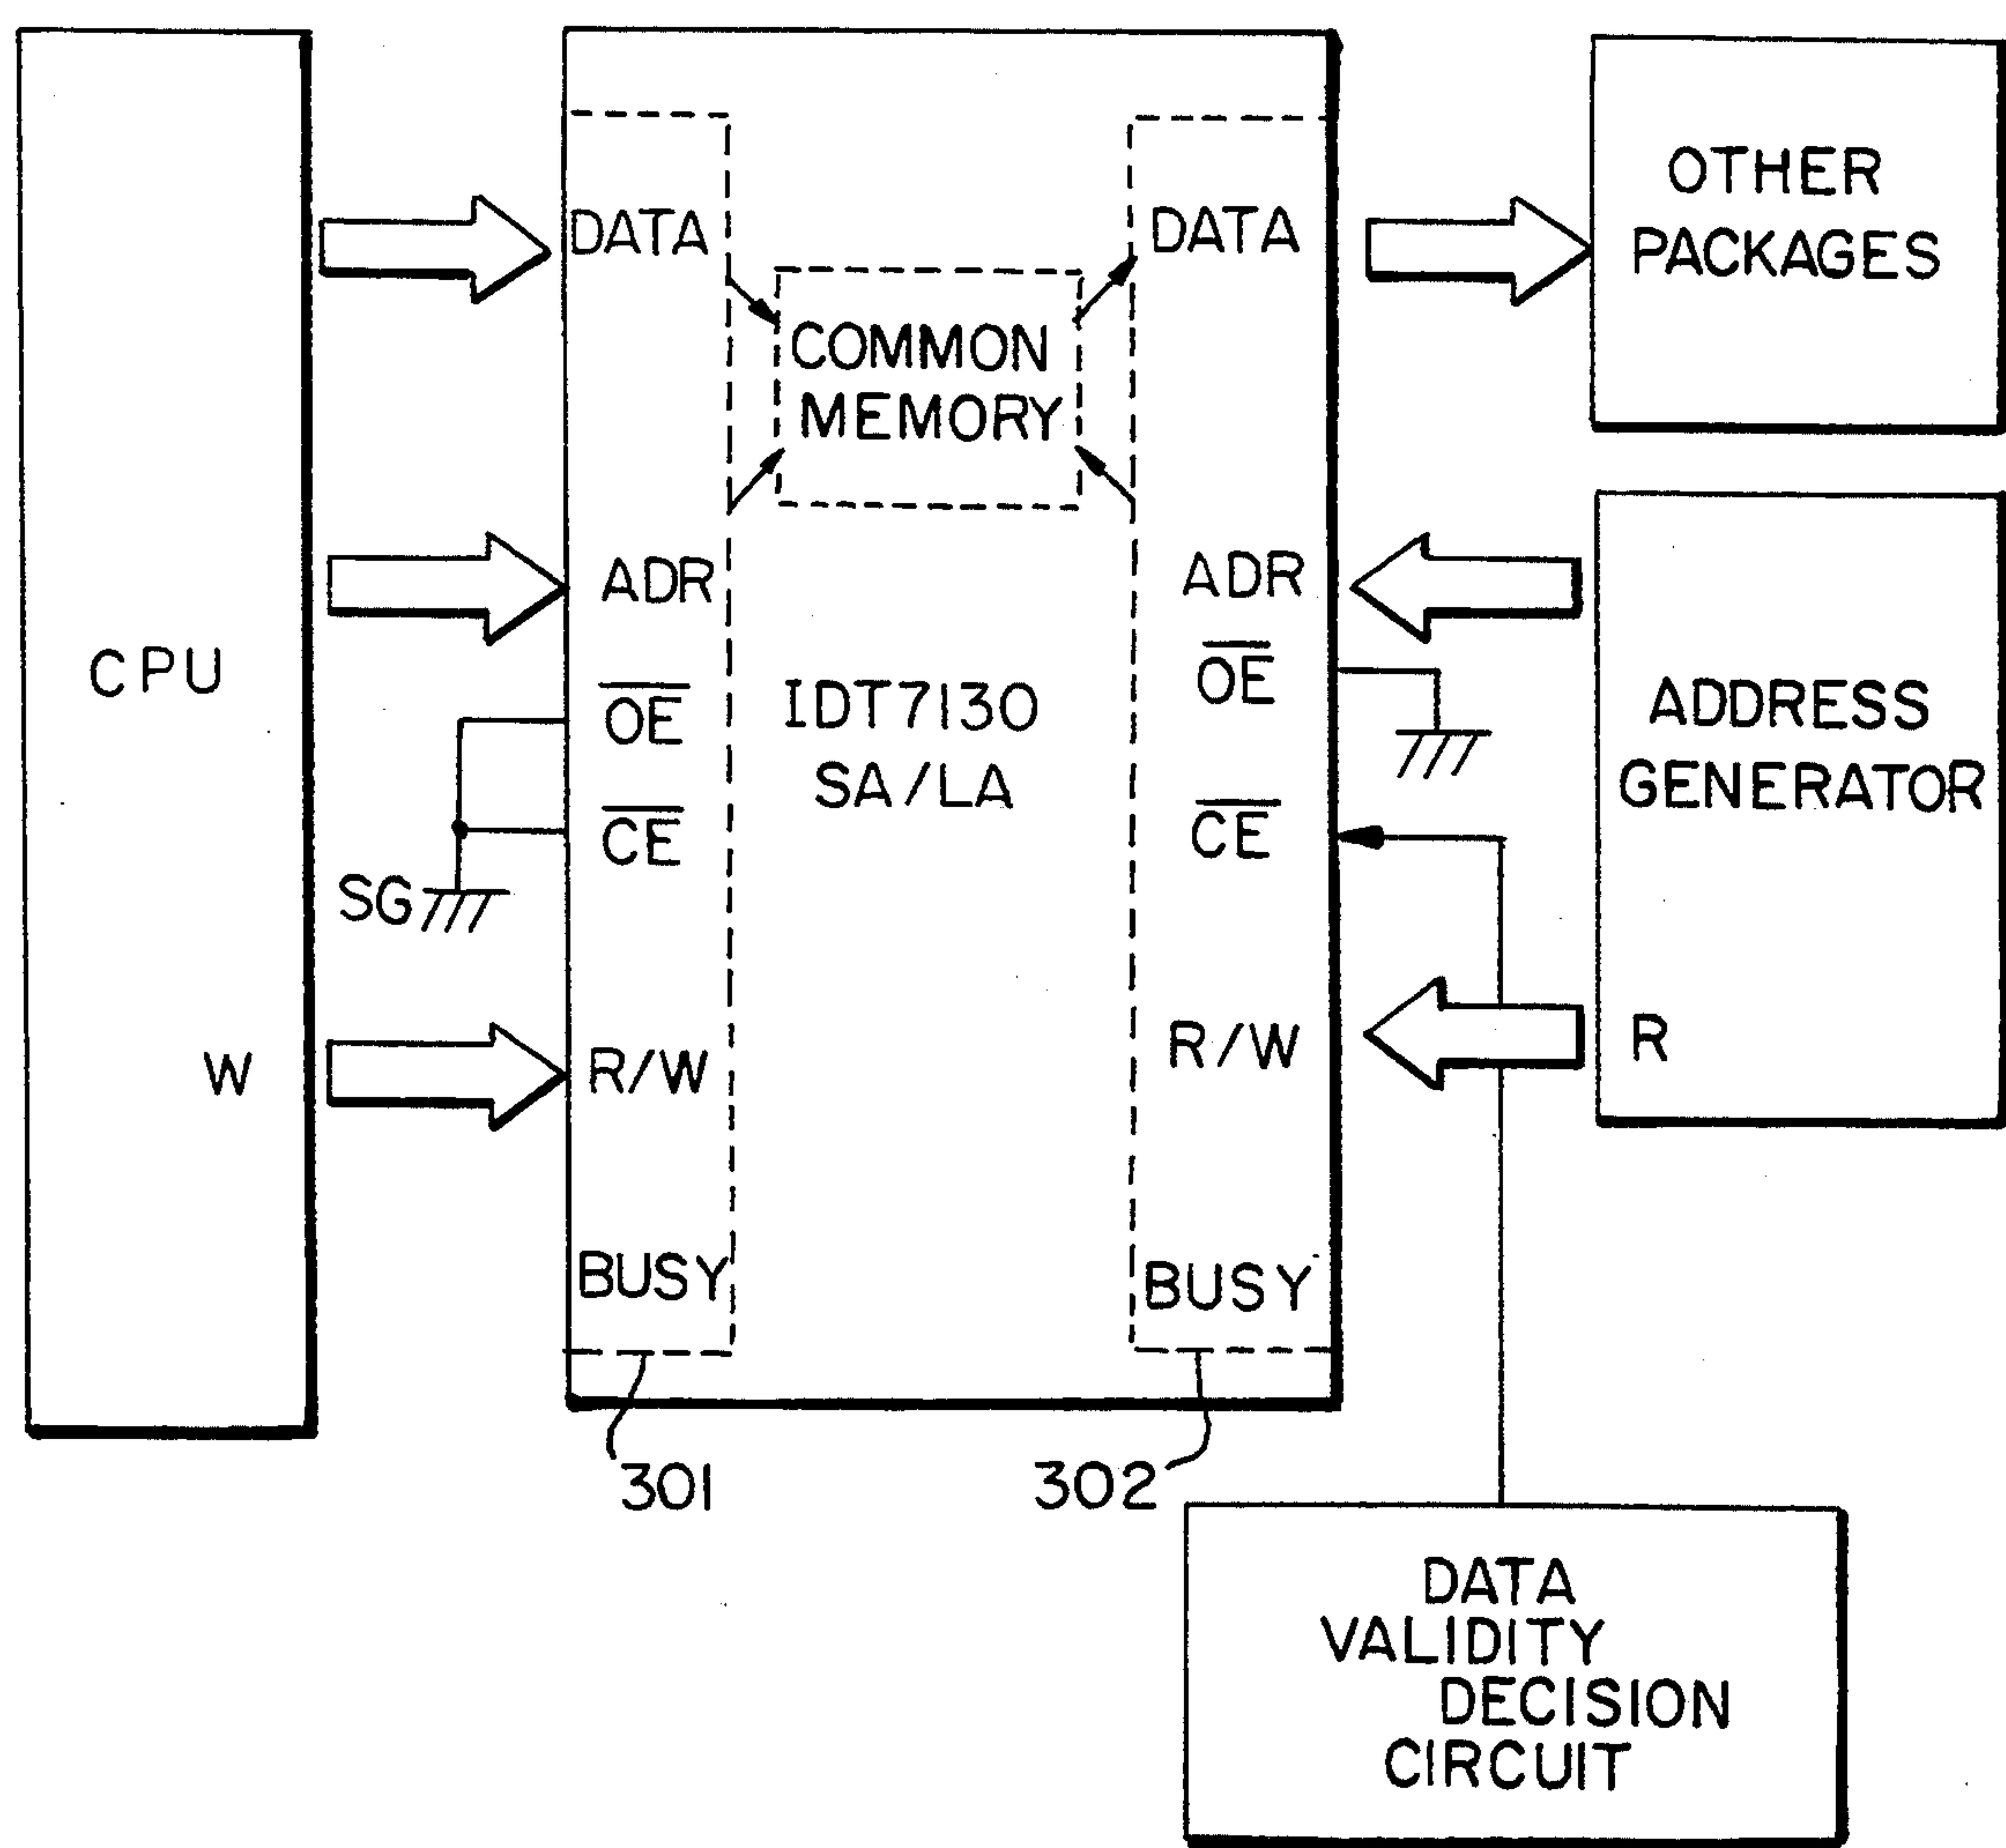 CPU
W
DATA
ADR
OE
CE
SG
R/W
BUSY
301
COMMON
MEMORY
IDT7130
SA/LA
DATA
ADR
OE
CE
R/W
BUSY
302
OTHER
PACKAGES
ADDRESS
GENERATOR
R
DATA
VALIDITY
DECISION
CIRCUIT